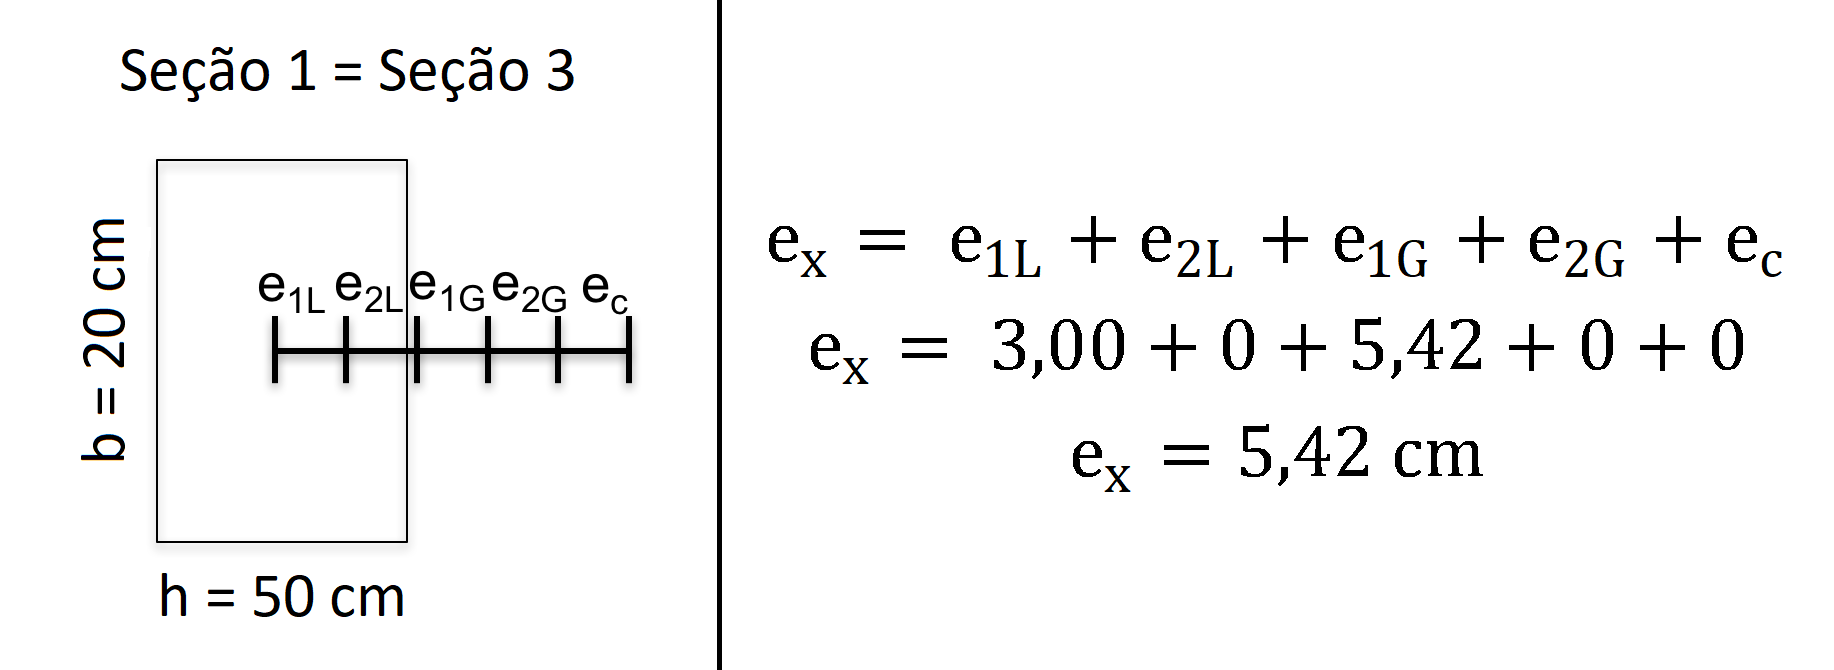 Seção 1 = Seção 3
b = 20 cm
e1L e2L e1G e2G ec
h = 50 cm
ex = e1L + e2L + e1G + e2G + ec
ex = 3,00 + 0 + 5,42 + 0 + 0
ex = 5,42 cm